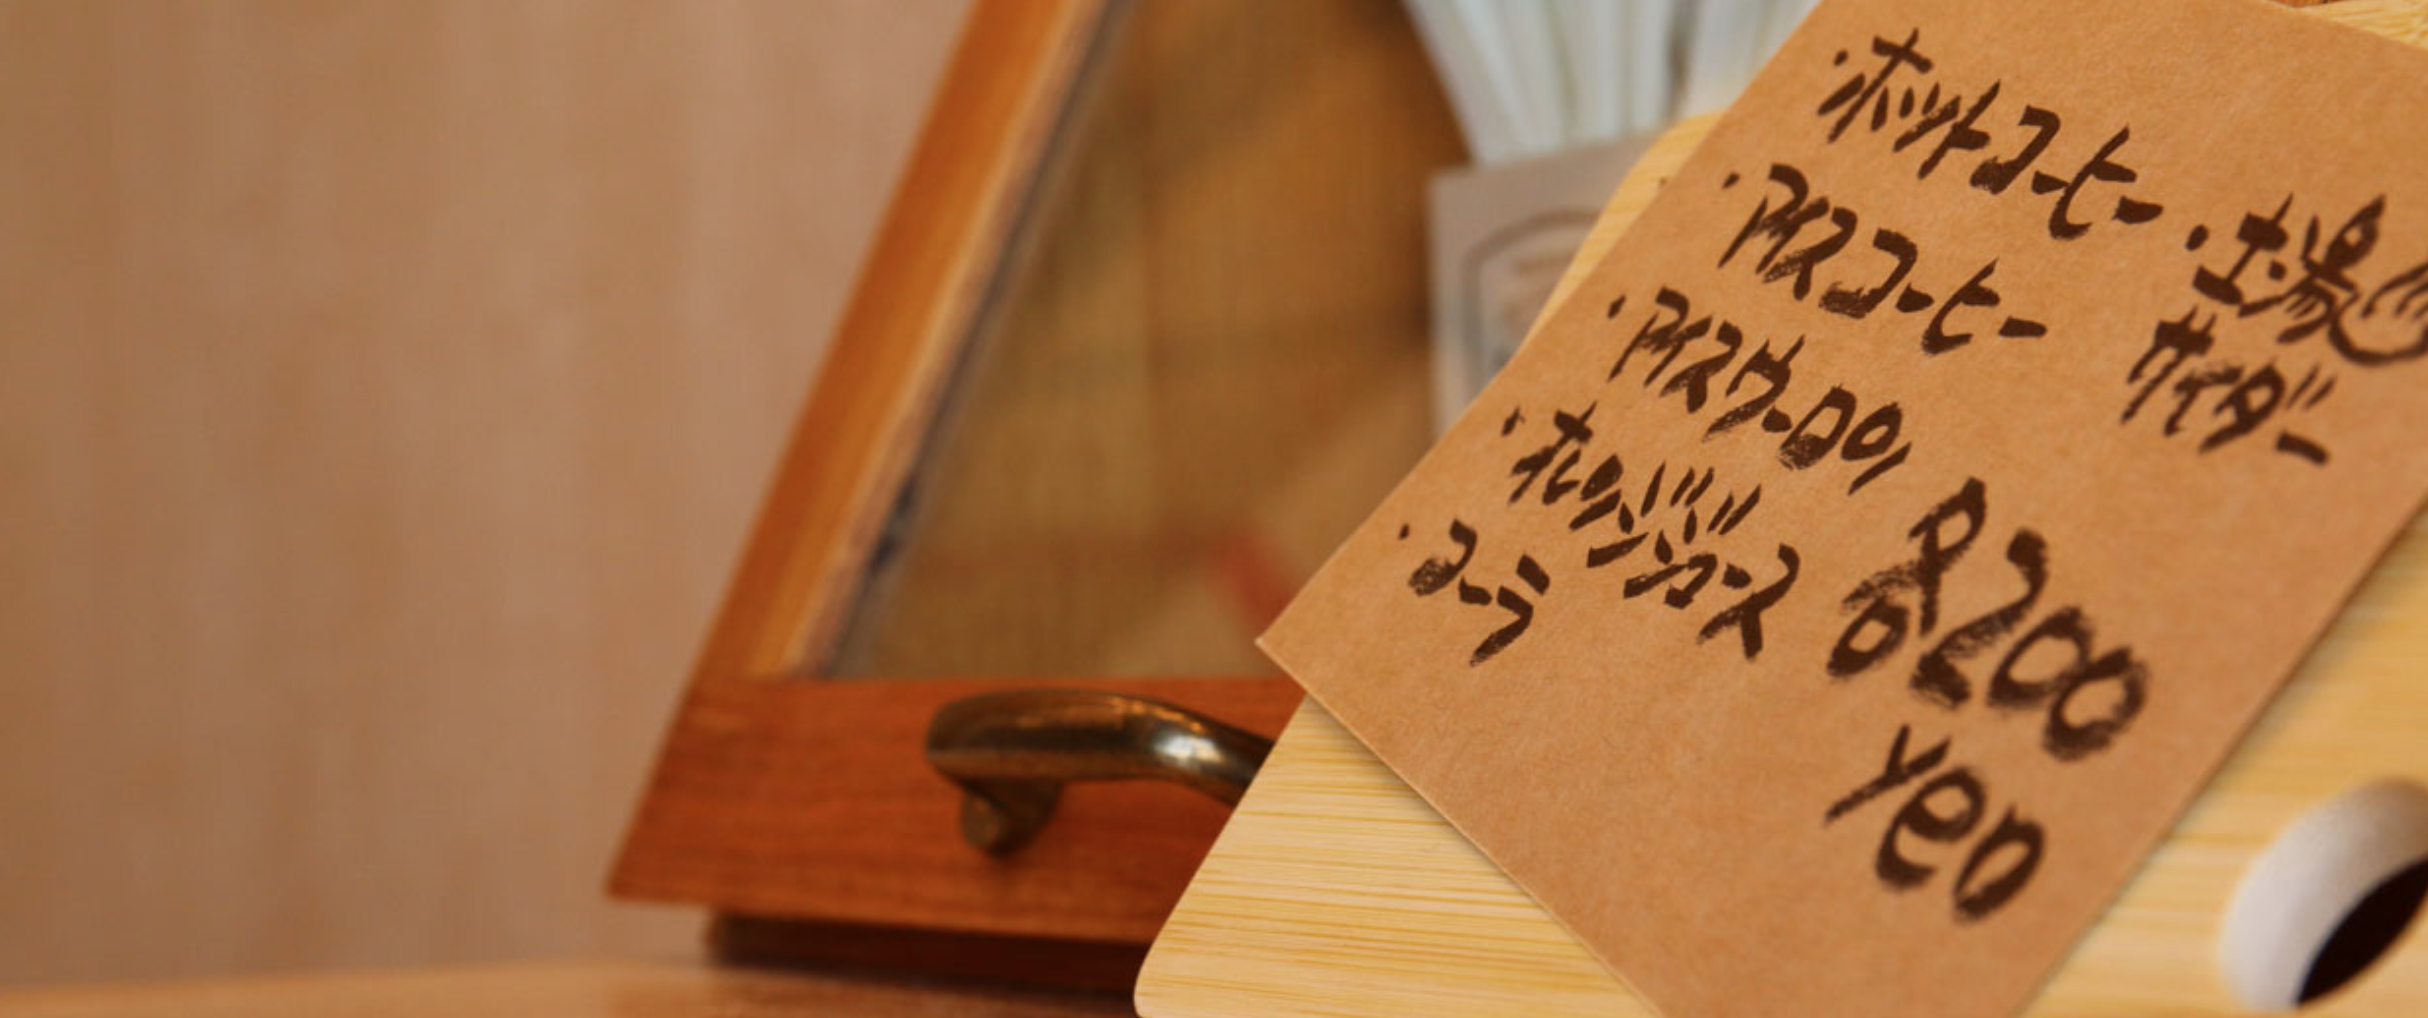 ・ホットコーヒー
・アイスコーヒー
・アイスウーロン
・オレンジジュース
・コーラ
・土湯♨
サイダー
各200
yen